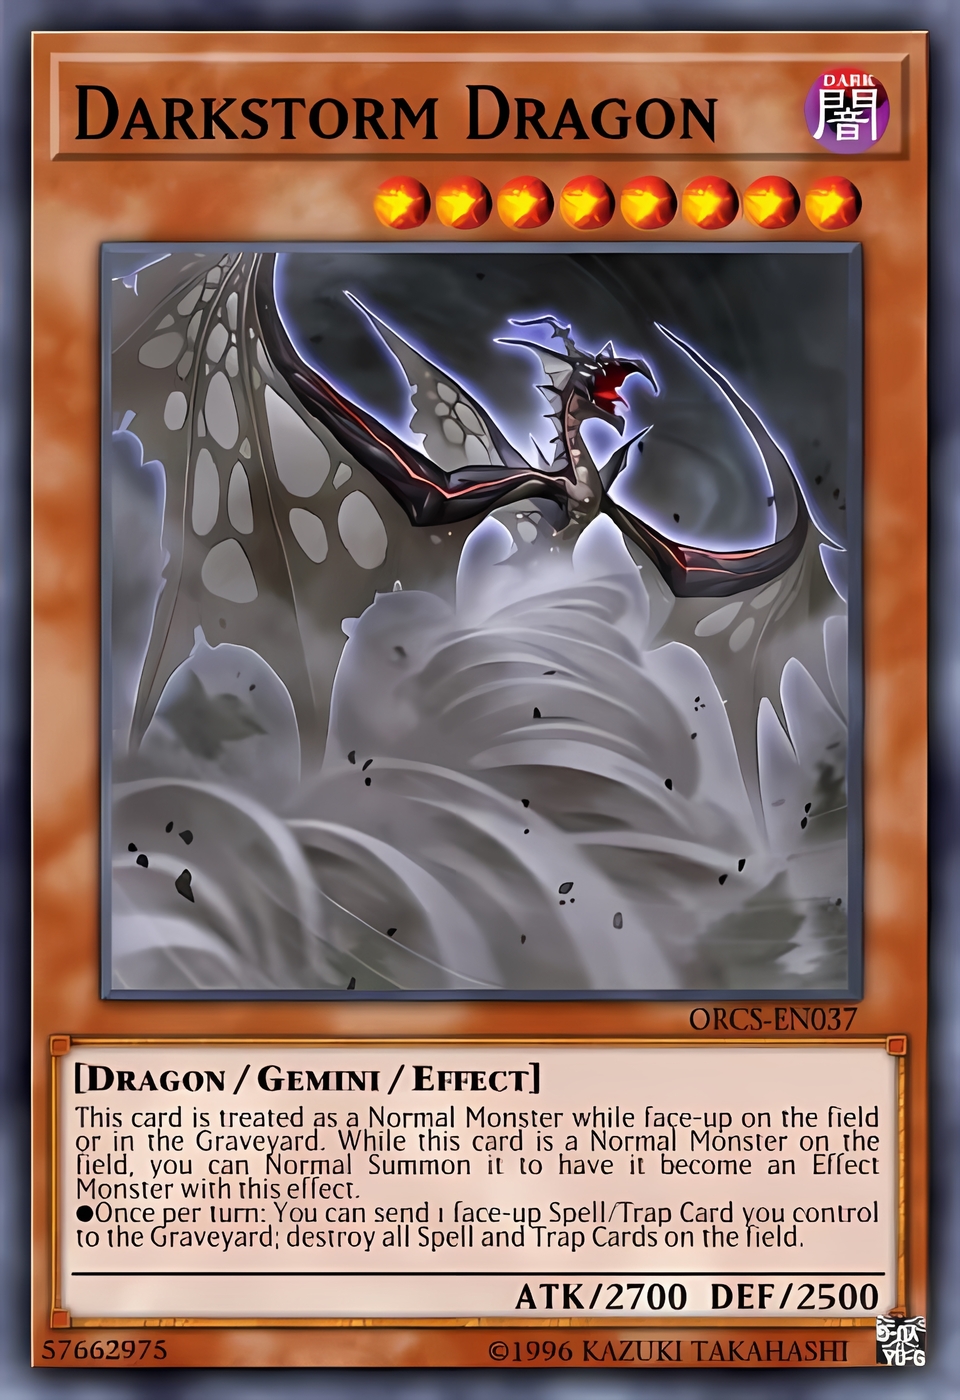 DARKSTORM DRAGON
DARK
闇
ORCS-EN037
[DRAGON / GEMINI / EFFECT]
This card is treated as a Normal Monster while face-up on the field
or in the Graveyard. While this card is a Normal Monster on the
field, you can Normal Summon it to have it become an Effect
Monster with this effect.
●Once per turn: You can send 1 face-up Spell/Trap Card you control
to the Graveyard; destroy all Spell and Trap Cards on the field.
ATK/2700 DEF/2500
57662975
©1996 KAZUKI TAKAHASHI